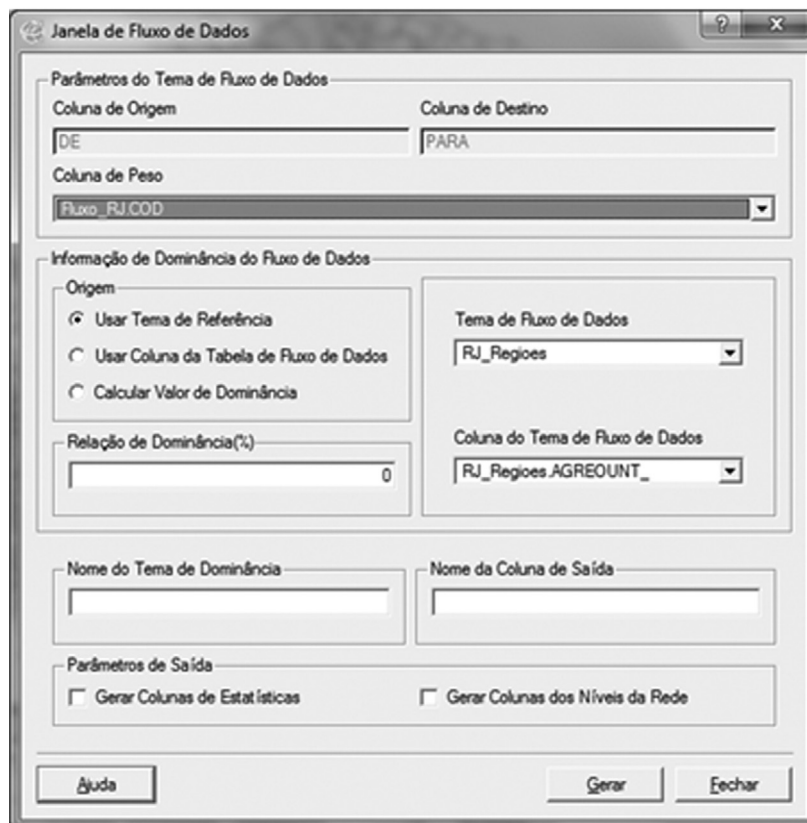 Janela de Fluxo de Dados
?
X
Parâmetros do Tema de Fluxo de Dados
Coluna de Origem
Coluna de Destino
DE
PARA
Coluna de Peso
Fluxo_RJ.COD
Informação de Dominância do Fluxo de Dados
Origem
Usar Tema de Referência
Usar Coluna da Tabela de Fluxo de Dados
Calcular Valor de Dominância
Relação de Dominância(%)
0
Tema de Fluxo de Dados
RJ_Regioes
Coluna do Tema de Fluxo de Dados
RJ_Regioes.AGREOUNT_
Nome do Tema de Dominância
Nome da Coluna de Saída
Parâmetros de Saída
Gerar Colunas de Estatísticas
Gerar Colunas dos Níveis da Rede
Ajuda
Gerar
Fechar